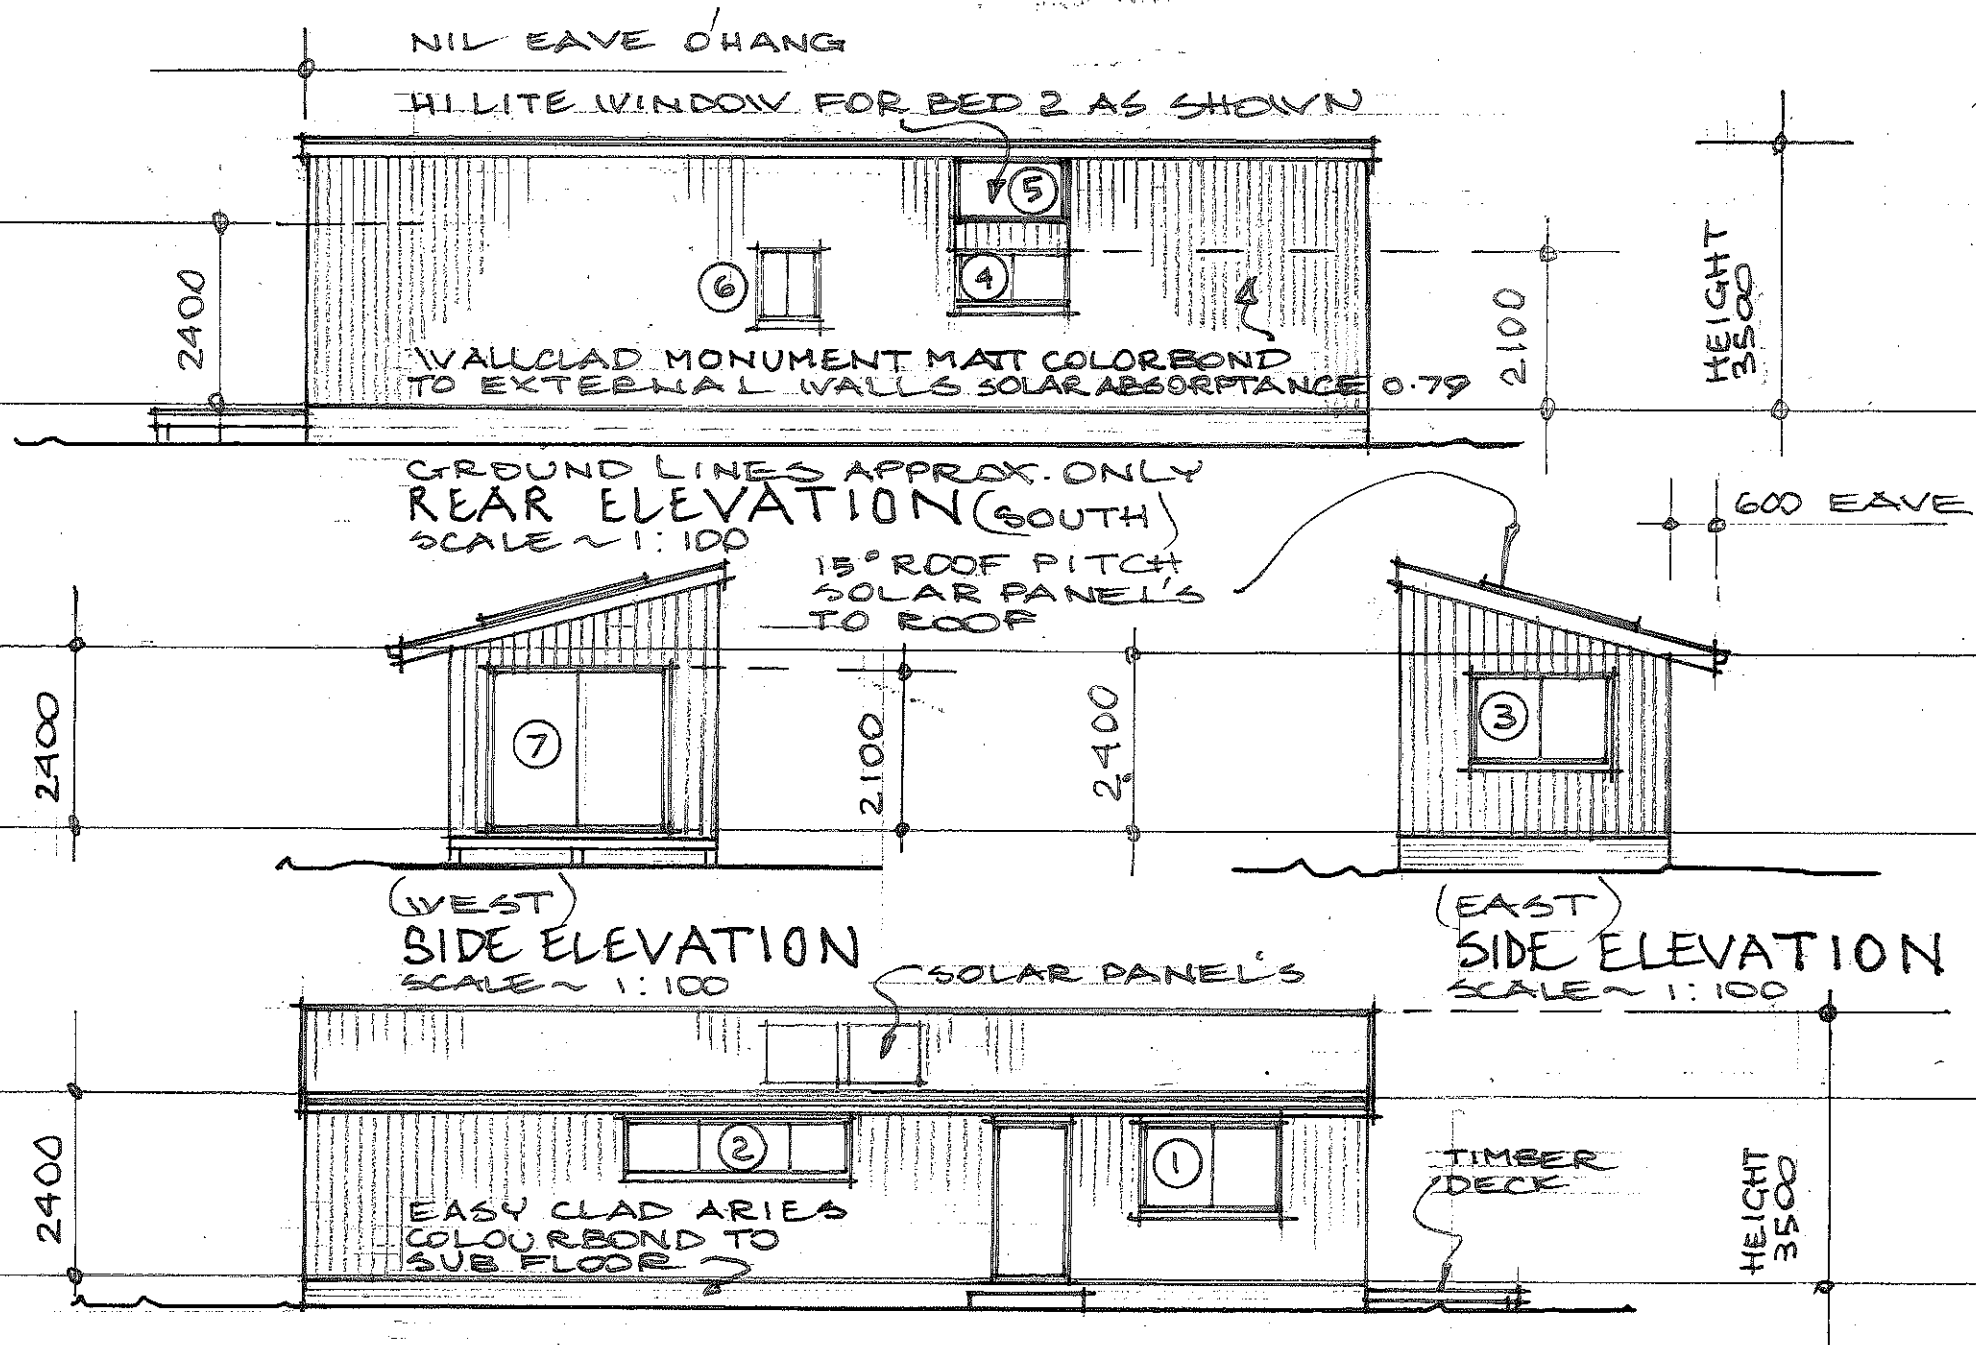 NIL EAVE O'HANG
HILITE WINDOW FOR BED 2 AS SHOWN
5
6
4
2400
2100
HEIGHT
3500
WALLCLAD MONUMENT MATT COLORBOND
TO EXTERNAL WALLS SOLAR ABSORPTANCE 0.79
GROUND LINES APPROX. ONLY
REAR ELEVATION (SOUTH)
SCALE ~ 1:100
15° ROOF PITCH
SOLAR PANEL'S
TO ROOF
600 EAVE
2400
7
2100
2400
3
(WEST)
SIDE ELEVATION
SCALE ~ 1:100
(EAST)
SIDE ELEVATION
SCALE ~ 1:100
SOLAR PANEL'S
2400
2
1
EASY CLAD ARIES
COLOURBOND TO
SUB FLOOR
TIMBER
DECK
HEIGHT
3500